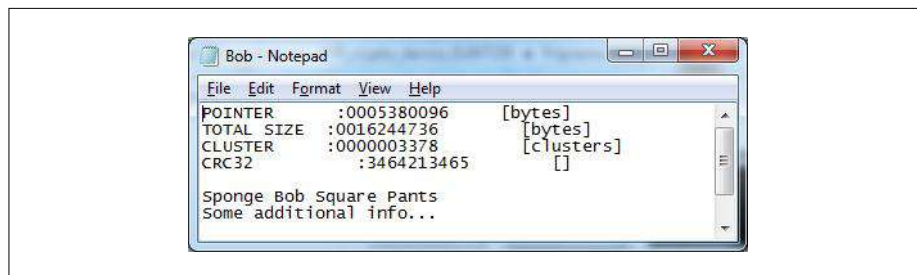 Bob - Notepad
File Edit Format View Help
POINTER :0005380096 [bytes]
TOTAL SIZE :0016244736 [bytes]
CLUSTER :0000003378 [clusters]
CRC32 :3464213465 []
Sponge Bob Square Pants
Some additional info...